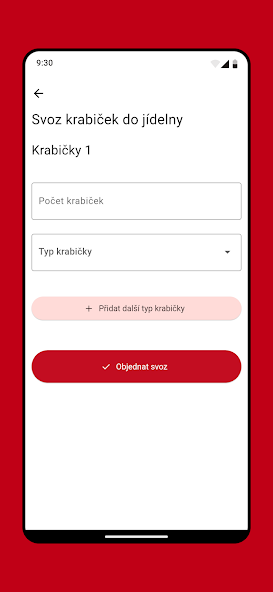 9:30
Svoz krabiček do jídelny
Krabičky 1
Počet krabiček
Typ krabičky
Přidat další typ krabičky
Objednat svoz